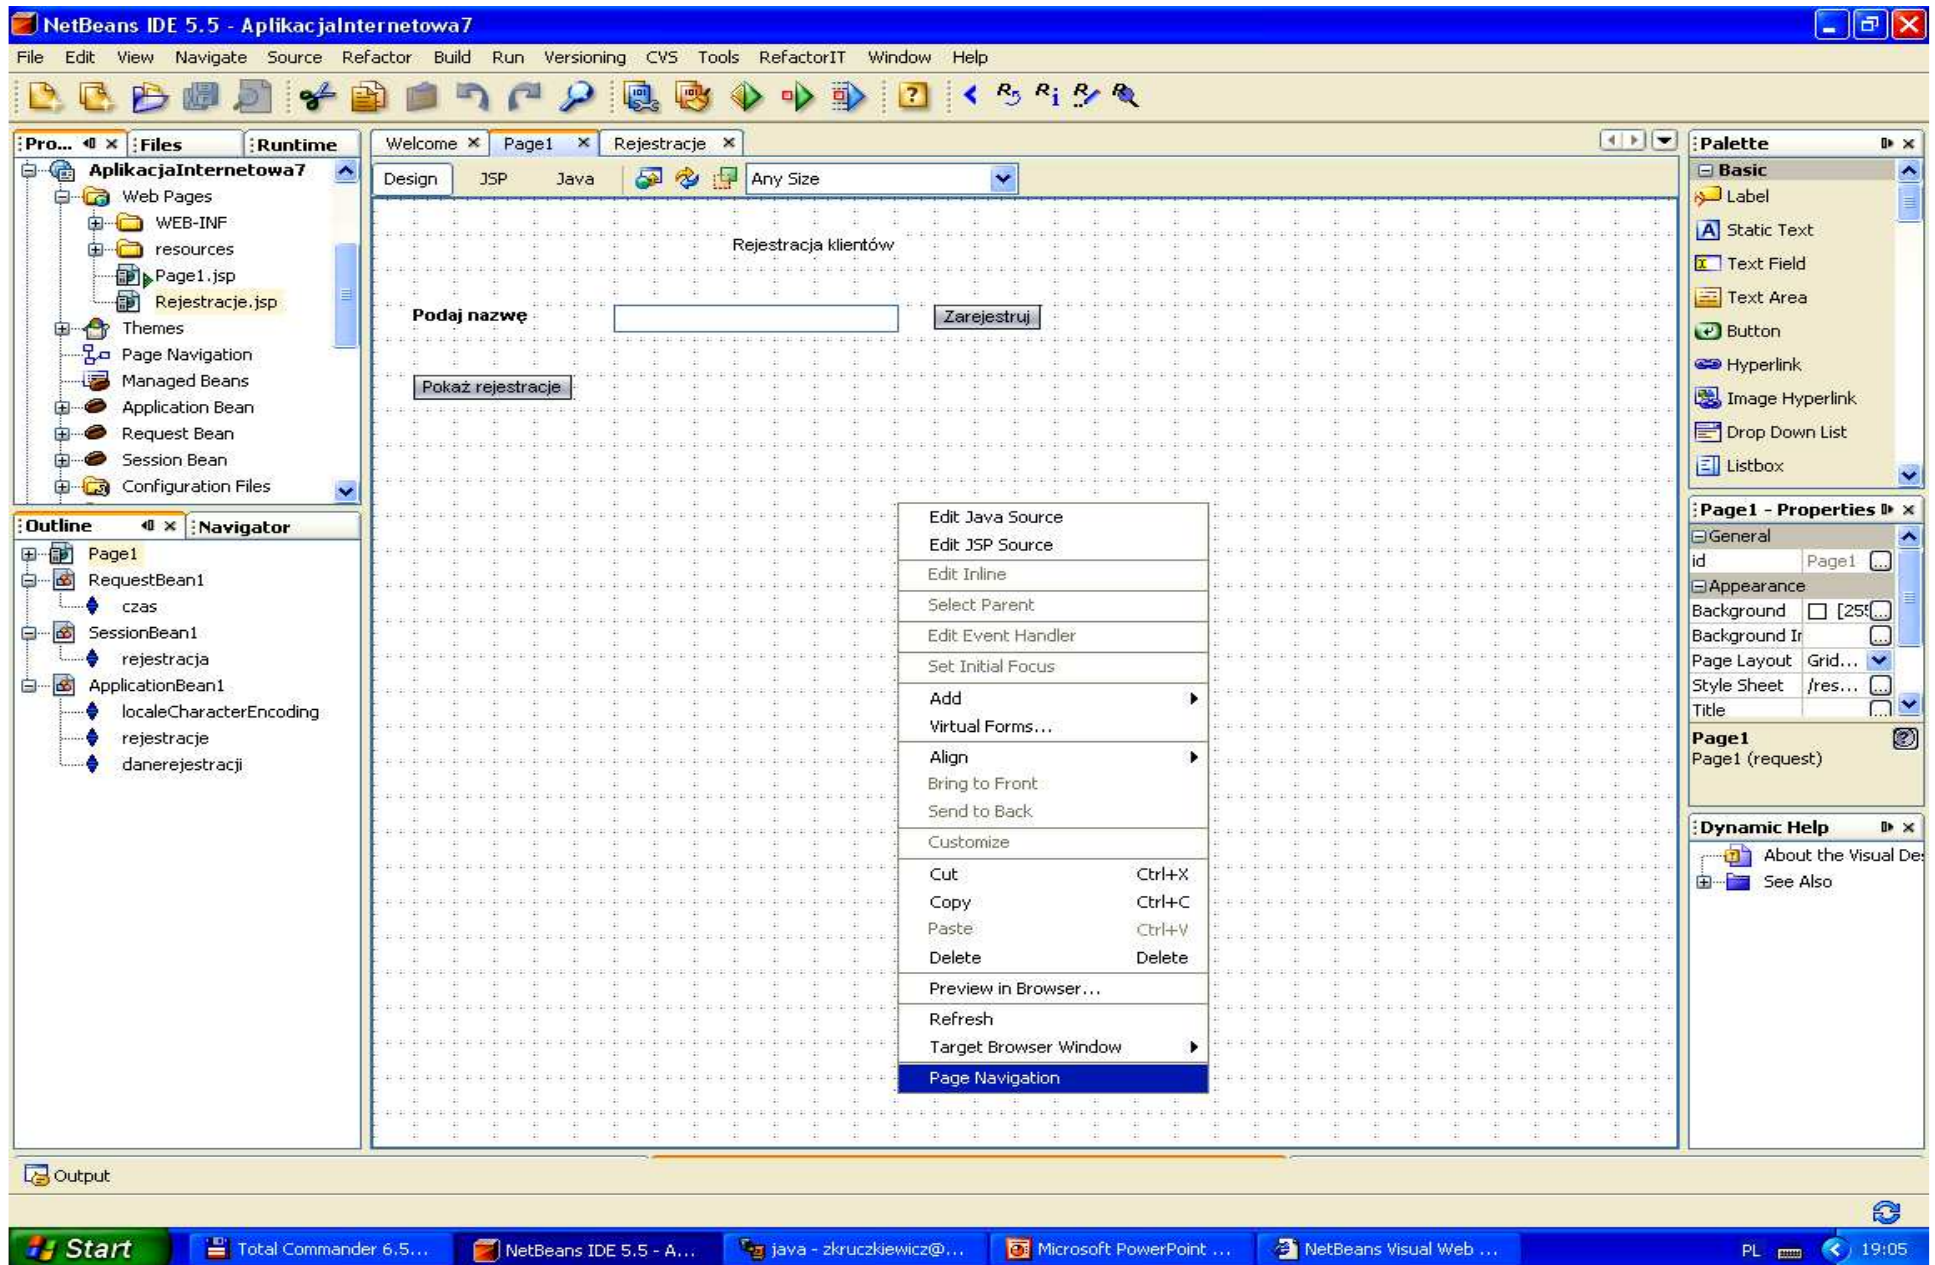 NetBeans IDE 5.5 - AplikacjaInternetowa7
File Edit View Navigate Source Refactor Build Run Versioning CVS Tools RefactorIT Window Help
Pro... Files Runtime
AplikacjaInternetowa7
Web Pages
WEB-INF
resources
Page1.jsp
Rejestracje.jsp
Themes
Page Navigation
Managed Beans
Application Bean
Request Bean
Session Bean
Configuration Files
Outline Navigator
Page1
RequestBean1
czas
SessionBean1
rejestracja
ApplicationBean1
localeCharacterEncoding
rejestracje
danerejestracji
Welcome Page1 Rejestracje
Design JSP Java Any Size
Rejestracja klientów
Podaj nazwę Zarejestruj
Pokaż rejestracje
Edit Java Source
Edit JSP Source
Edit Inline
Select Parent
Edit Event Handler
Set Initial Focus
Add
Virtual Forms...
Align
Bring to Front
Send to Back
Customize
Cut Ctrl+X
Copy Ctrl+C
Paste Ctrl+V
Delete Delete
Preview in Browser...
Refresh
Target Browser Window
Page Navigation
Palette
Basic
Label
Static Text
Text Field
Text Area
Button
Hyperlink
Image Hyperlink
Drop Down List
Listbox
Page1 - Properties
General
id Page1
Appearance
Background [255
Background Ir
Page Layout Grid...
Style Sheet /res...
Title
Page1
Page1 (request)
Dynamic Help
About the Visual De
See Also
Output
Start Total Commander 6.5... NetBeans IDE 5.5 - A... java - zkruczkiewicz@... Microsoft PowerPoint ... NetBeans Visual Web ... PL 19:05